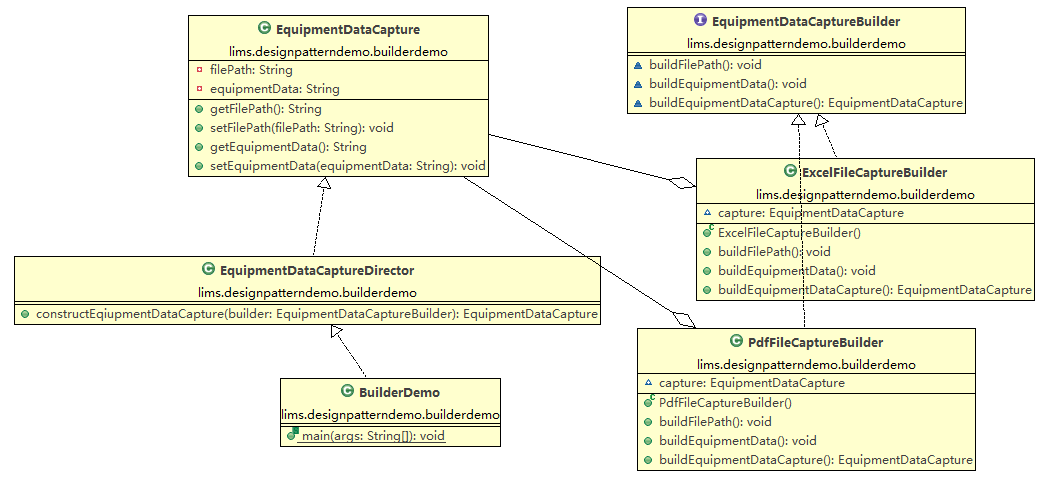 EquipmentDataCapture
lims.designpatterndemo.builderdemo
filePath: String
equipmentData: String
getFilePath(): String
setFilePath(filePath: String): void
getEquipmentData(): String
setEquipmentData(equipmentData: String): void
I EquipmentDataCaptureBuilder
lims.designpatterndemo.builderdemo
buildFilePath(): void
buildEquipmentData(): void
buildEquipmentDataCapture(): EquipmentDataCapture
C ExcelFileCaptureBuilder
lims.designpatterndemo.builderdemo
capture: EquipmentDataCapture
ExcelFileCaptureBuilder()
buildFilePath(): void
buildEquipmentData(): void
buildEquipmentDataCapture(): EquipmentDataCapture
C EquipmentDataCaptureDirector
lims.designpatterndemo.builderdemo
constructEqiupmentDataCapture(builder: EquipmentDataCaptureBuilder): EquipmentDataCapture
C BuilderDemo
lims.designpatterndemo.builderdemo
main(args: String[]): void
C PdfFileCaptureBuilder
lims.designpatterndemo.builderdemo
capture: EquipmentDataCapture
PdfFileCaptureBuilder()
buildFilePath(): void
buildEquipmentData(): void
buildEquipmentDataCapture(): EquipmentDataCapture